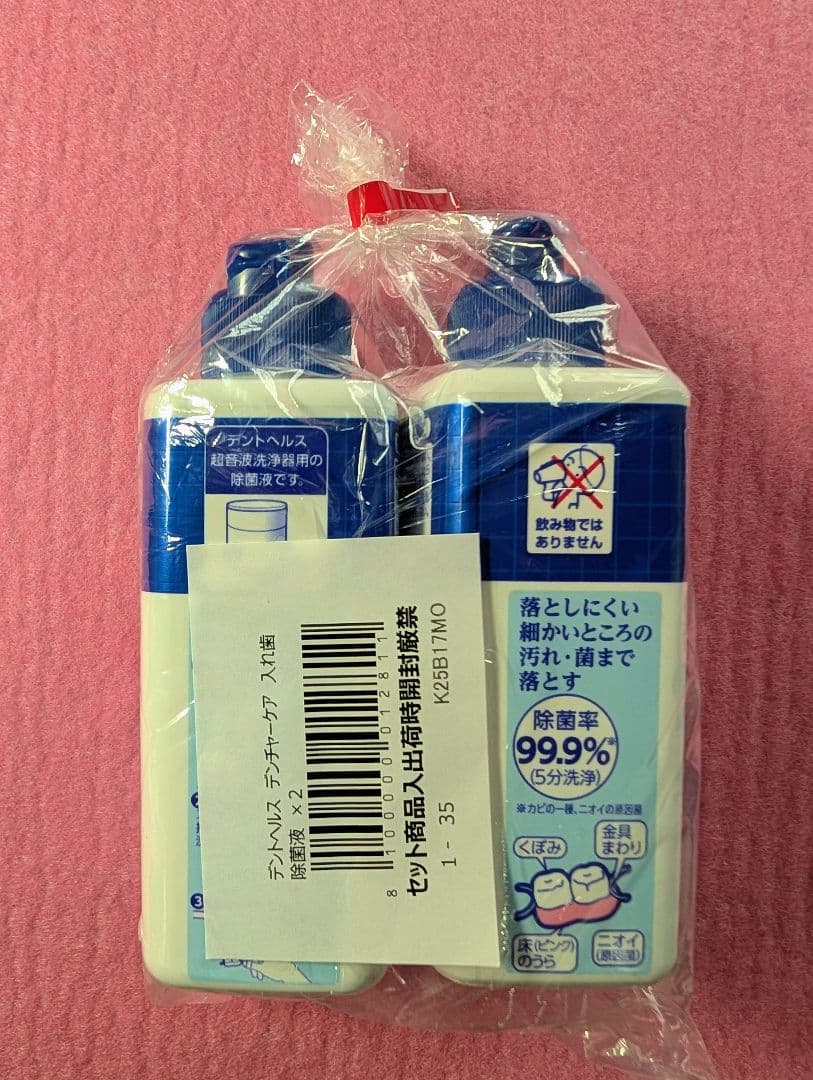 デントヘルス
超音波洗浄器用の
除菌液です。
飲み物では
ありません
落としにくい
細かいところの
汚れ・菌まで
落とす
除菌率
99.9%※
(5分洗浄)
※カビの一種、ニオイの原因菌
くぼみ
金具
まわり
床(ピンク)
のうら
ニオイ
(原因菌)
3
デントヘルス デンチャーケア 入れ歯
除菌液 ×2
8100000012811
セット商品入出荷時開封厳禁
1-35 K25B17MO